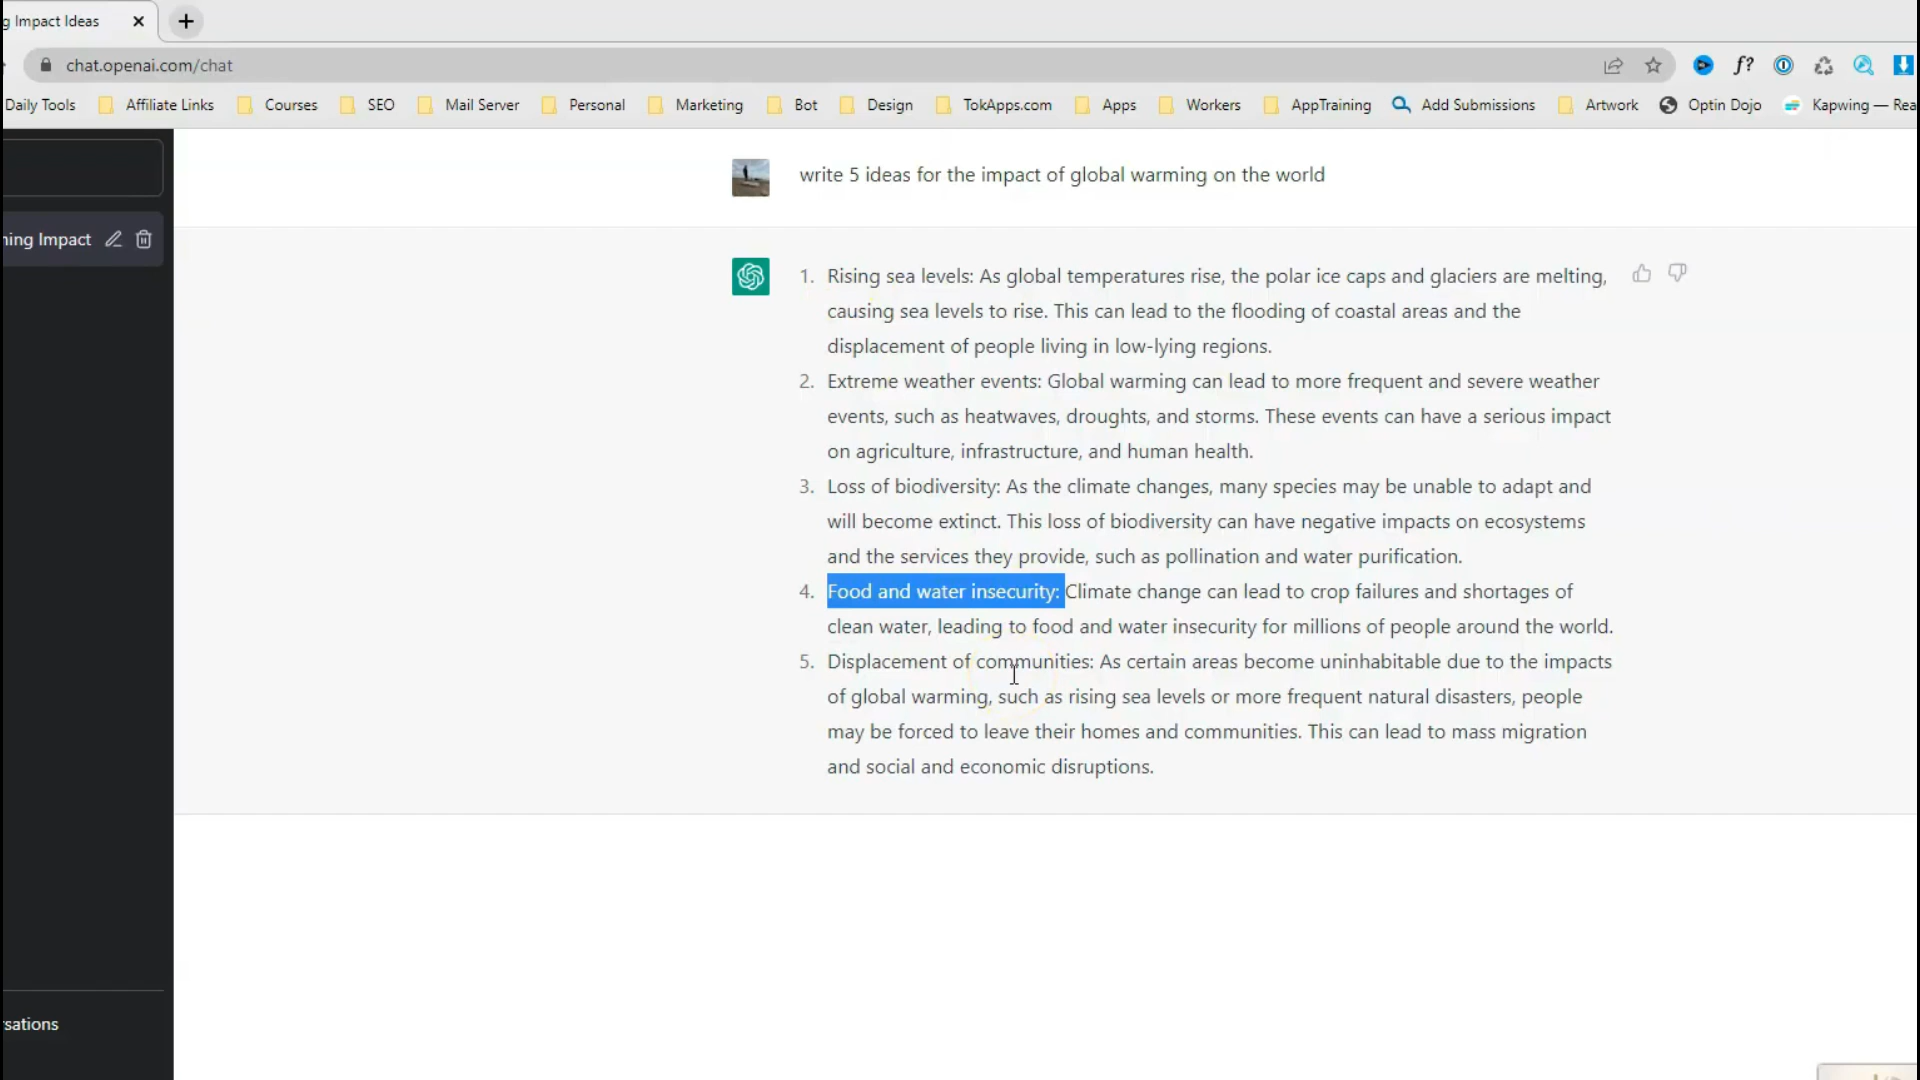 g Impact Ideas
chat.openai.com/chat
f?
Daily Tools Affiliate Links Courses SEO Mail Server Personal Marketing Bot Design TokApps.com Apps Workers AppTraining Add Submissions Artwork Optin Dojo Kapwing — Rea
ning Impact
write 5 ideas for the impact of global warming on the world
1. Rising sea levels: As global temperatures rise, the polar ice caps and glaciers are melting,
causing sea levels to rise. This can lead to the flooding of coastal areas and the
displacement of people living in low-lying regions.
2. Extreme weather events: Global warming can lead to more frequent and severe weather
events, such as heatwaves, droughts, and storms. These events can have a serious impact
on agriculture, infrastructure, and human health.
3. Loss of biodiversity: As the climate changes, many species may be unable to adapt and
will become extinct. This loss of biodiversity can have negative impacts on ecosystems
and the services they provide, such as pollination and water purification.
4. Food and water insecurity: Climate change can lead to crop failures and shortages of
clean water, leading to food and water insecurity for millions of people around the world.
5. Displacement of communities: As certain areas become uninhabitable due to the impacts
of global warming, such as rising sea levels or more frequent natural disasters, people
may be forced to leave their homes and communities. This can lead to mass migration
and social and economic disruptions.
rsations